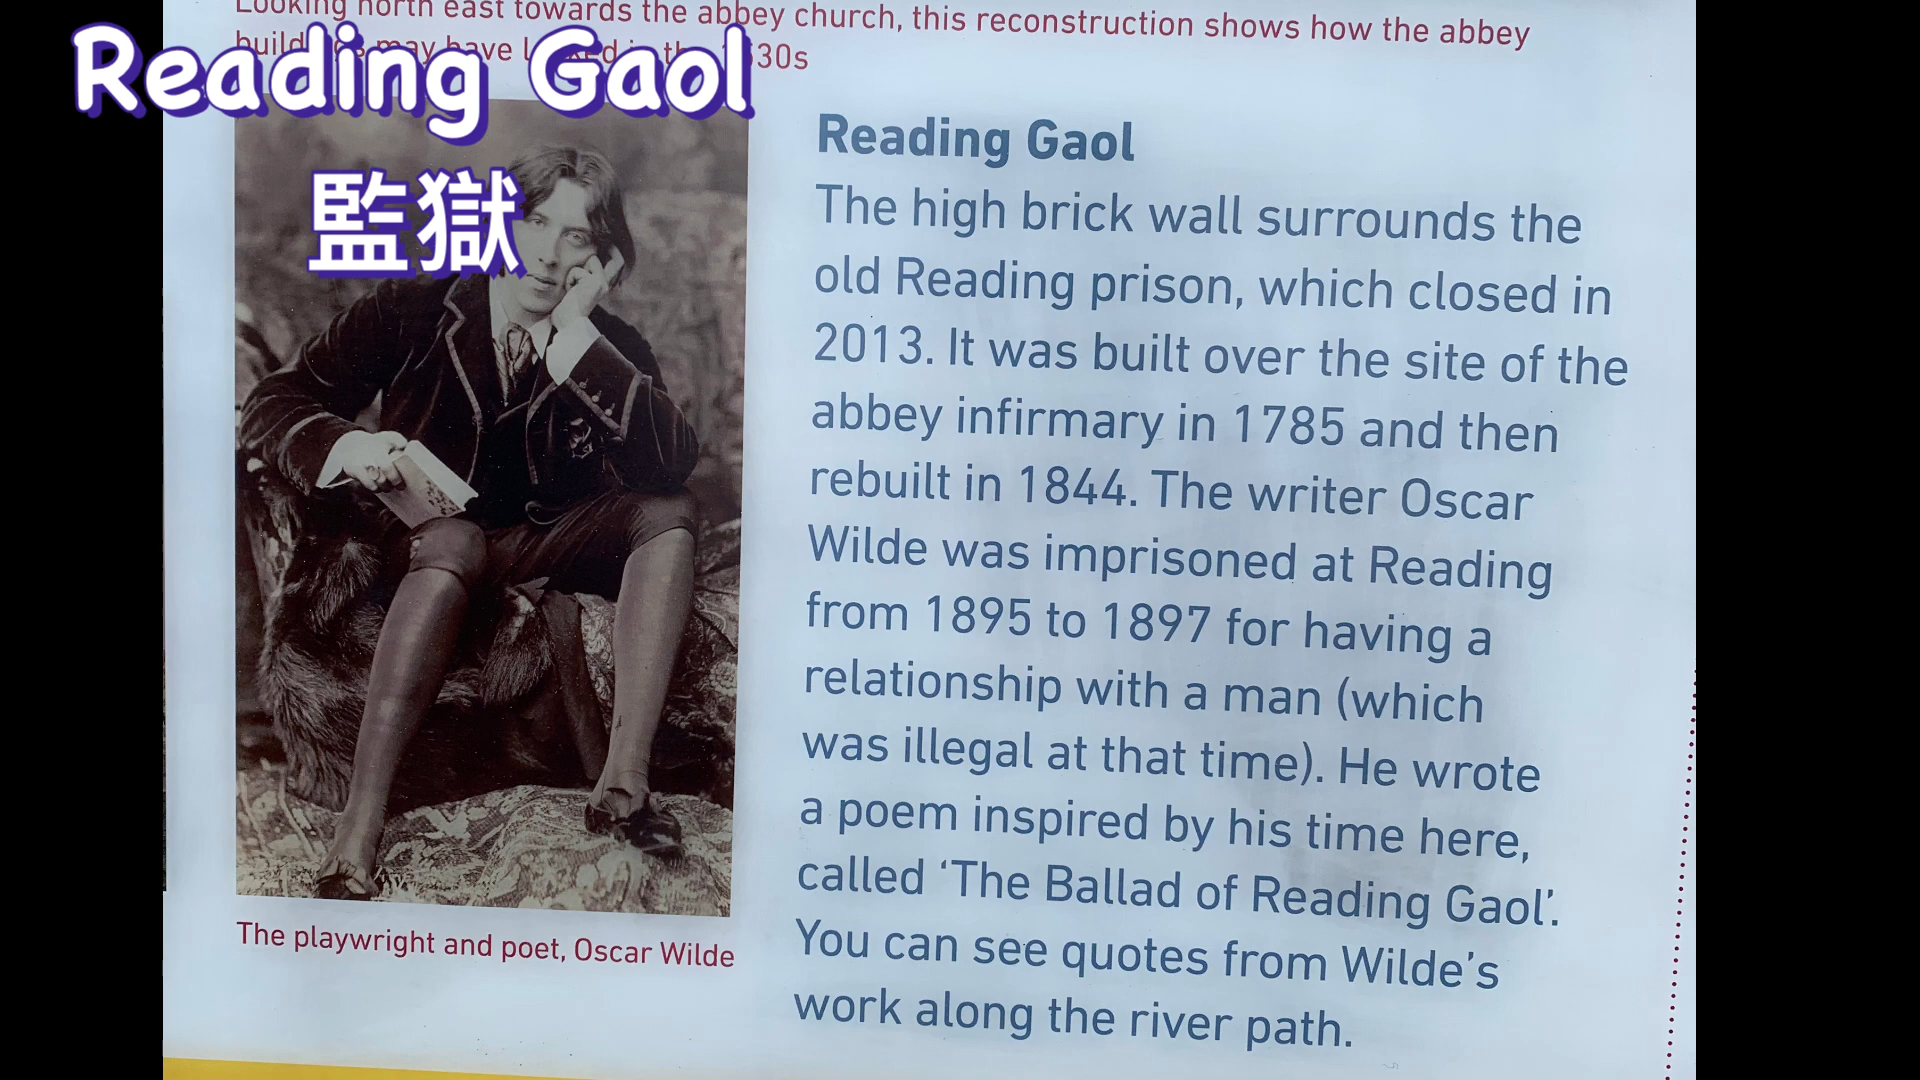 Looking north east towards the abbey church, this reconstruction shows how the abbey
may have in the 30s
Reading Gaol
監獄
Reading Gaol
The high brick wall surrounds the
old Reading prison, which closed in
2013. It was built over the site of the
abbey infirmary in 1785 and then
rebuilt in 1844. The writer Oscar
Wilde was imprisoned at Reading
from 1895 to 1897 for having a
relationship with a man (which
was illegal at that time). He wrote
a poem inspired by his time here,
called ‘The Ballad of Reading Gaol’.
You can see quotes from Wilde’s
work along the river path.
The playwright and poet, Oscar Wilde